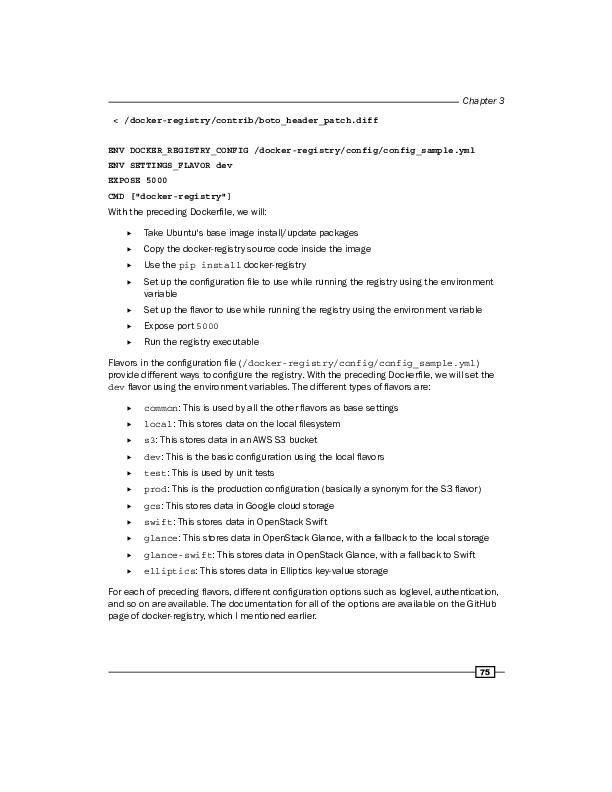 Chapter 3
< /docker-registry/contrib/boto_header_patch.diff
ENV DOCKER_REGISTRY_CONFIG /docker-registry/config/config_sample.yml
ENV SETTINGS_FLAVOR dev
EXPOSE 5000
CMD ["docker-registry"]
With the preceding Dockerfile, we will:
► Take Ubuntu's base image install/update packages
► Copy the docker-registry source code inside the image
► Use the pip install docker-registry
► Set up the configuration file to use while running the registry using the environment
variable
► Set up the flavor to use while running the registry using the environment variable
► Expose port 5000
► Run the registry executable
Flavors in the configuration file (/docker-registry/config/config_sample.yml)
provide different ways to configure the registry. With the preceding Dockerfile, we will set the
dev flavor using the environment variables. The different types of flavors are:
► common: This is used by all the other flavors as base settings
► local: This stores data on the local filesystem
► s3: This stores data in an AWS S3 bucket
► dev: This is the basic configuration using the local flavors
► test: This is used by unit tests
► prod: This is the production configuration (basically a synonym for the S3 flavor)
► gcs: This stores data in Google cloud storage
► swift: This stores data in OpenStack Swift
► glance: This stores data in OpenStack Glance, with a fallback to the local storage
► glance-swift: This stores data in OpenStack Glance, with a fallback to Swift
► elliptics: This stores data in Elliptics key-value storage
For each of preceding flavors, different configuration options such as loglevel, authentication,
and so on are available. The documentation for all of the options are available on the GitHub
page of docker-registry, which I mentioned earlier.
75